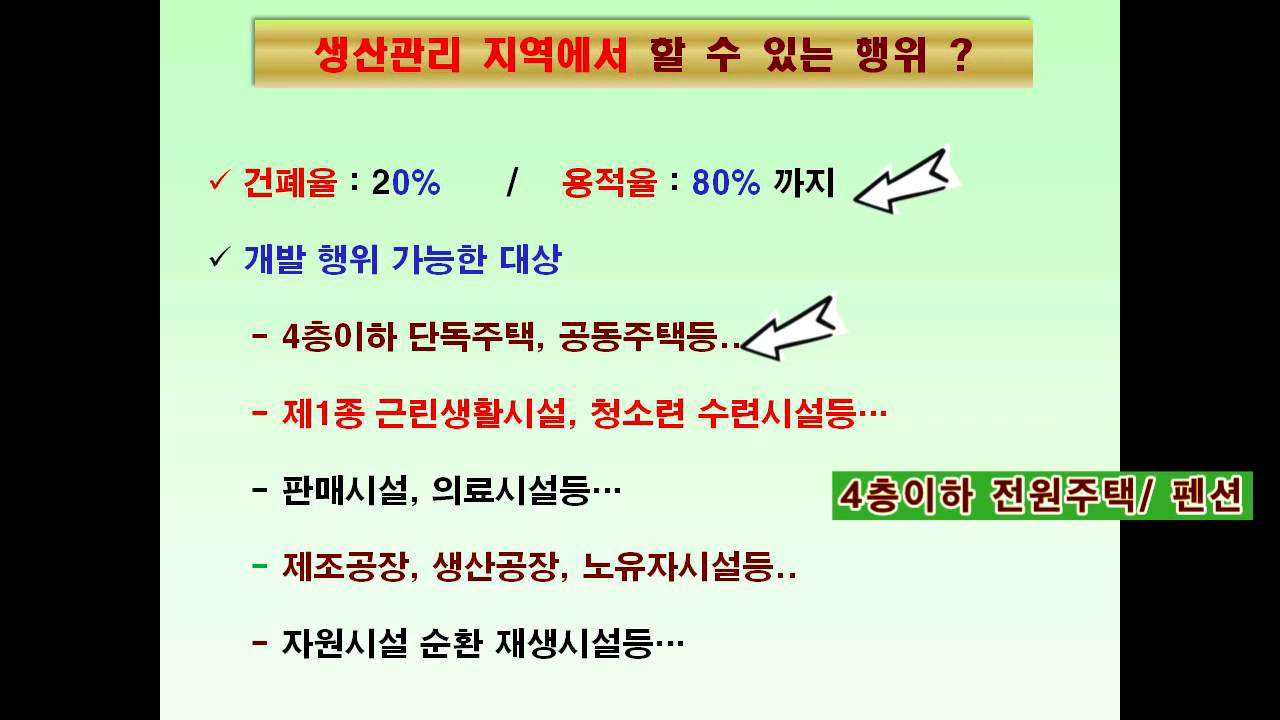 생산관리 지역에서 할 수 있는 행위 ?
✓ 건폐율 : 20% / 용적율 : 80% 까지
✓ 개발 행위 가능한 대상
- 4층이하 단독주택, 공동주택등..
- 제1종 근린생활시설, 청소련 수련시설등…
- 판매시설, 의료시설등…
4층이하 전원주택/ 펜션
- 제조공장, 생산공장, 노유자시설등..
- 자원시설 순환 재생시설등…